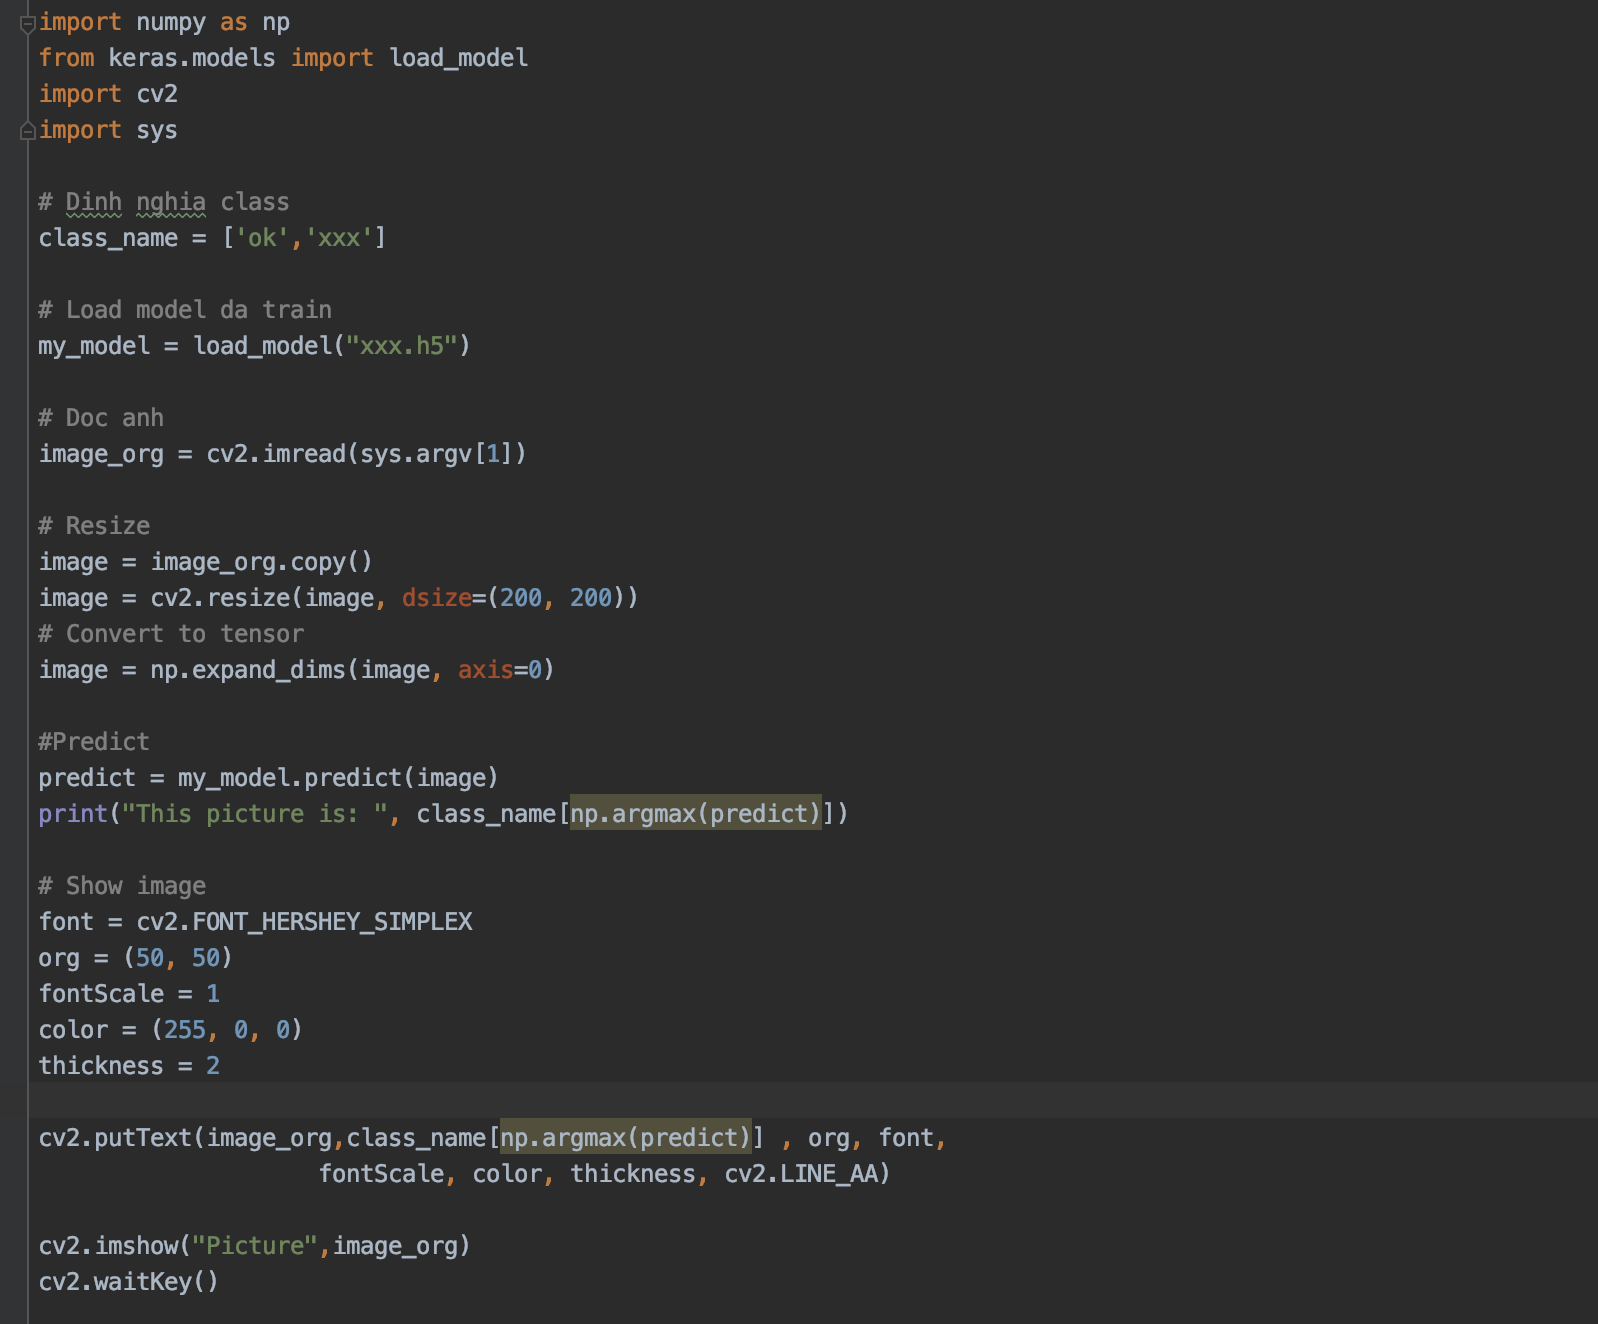 import numpy as np
from keras.models import load_model
import cv2
import sys
# Dinh nghia class
class_name = ['ok','xxx']
# Load model da train
my_model = load_model("xxx.h5")
# Doc anh
image_org = cv2.imread(sys.argv[1])
# Resize
image = image_org.copy()
image = cv2.resize(image, dsize=(200, 200))
# Convert to tensor
image = np.expand_dims(image, axis=0)
#Predict
predict = my_model.predict(image)
print("This picture is: ", class_name[np.argmax(predict)])
# Show image
font = cv2.FONT_HERSHEY_SIMPLEX
org = (50, 50)
fontScale = 1
color = (255, 0, 0)
thickness = 2
cv2.putText(image_org,class_name[np.argmax(predict)] , org, font,
fontScale, color, thickness, cv2.LINE_AA)
cv2.imshow("Picture",image_org)
cv2.waitKey()